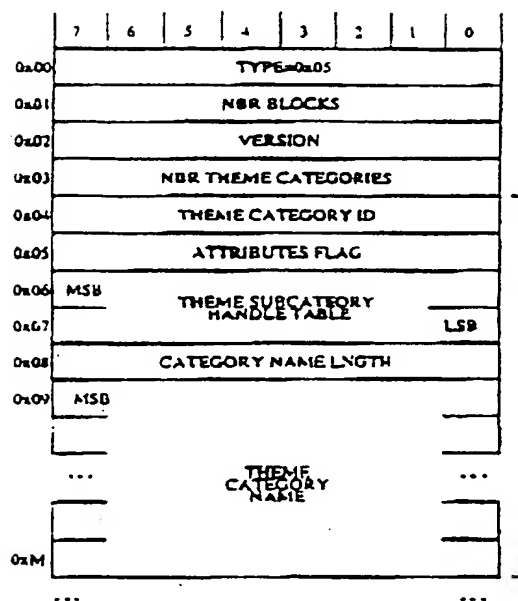 7 6 5 4 3 2 1 0
0x00 TYPE=0x05
0x01 NBR BLOCKS
0x02 VERSION
0x03 NBR THEME CATEGORIES
0x04 THEME CATEGORY ID
0x05 ATTRIBUTES FLAG
0x06 MSB
THEME SUBCATEORY
HANDLE TABLE
0x07 LSB
0x08 CATEGORY NAME LNGTH
0x09 MSB
... THEME ...
CATEGORY
NAME
0xM
... ...